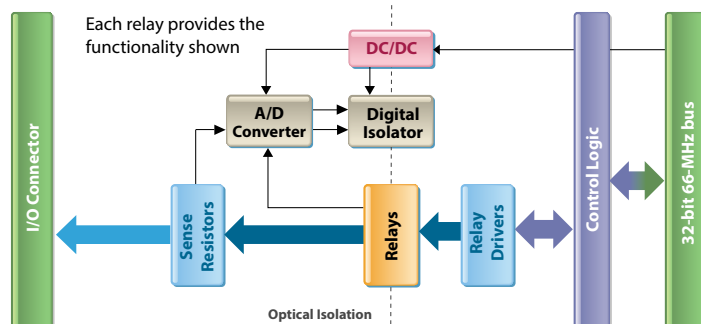 Each relay provides the
functionality shown
DC/DC
A/D
Converter
Digital
Isolator
I/O Connector
Sense
Resistors
Relays
Relay
Drivers
Control Logic
32-bit 66-MHz bus
Optical Isolation